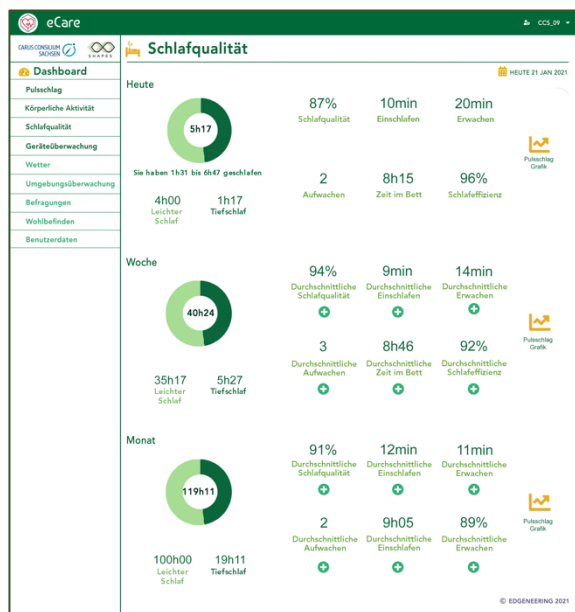 eCare
CCS_09
CARUS CONSILIUM
SACHSEN
SHAPES
Schlafqualität
Dashboard
HEUTE 21 JAN 2021
Pulsschlag
Körperliche Aktivität
Schlafqualität
Geräteüberwachung
Wetter
Umgebungsüberwachung
Befragungen
Wohlbefinden
Benutzerdaten
Heute
5h17
Sie haben 1h31 bis 6h47 geschlafen
4h00
Leichter
Schlaf
1h17
Tiefschlaf
87%
Schlafqualität
10min
Einschlafen
20min
Erwachen
2
Aufwachen
8h15
Zeit im Bett
96%
Schlafeffizienz
Pulsschlag
Grafik
Woche
40h24
35h17
Leichter
Schlaf
5h27
Tiefschlaf
94%
Durchschnittliche
Schlafqualität
9min
Durchschnittliche
Einschlafen
14min
Durchschnittliche
Erwachen
3
Durchschnittliche
Aufwachen
8h46
Durchschnittliche
Zeit im Bett
92%
Durchschnittliche
Schlafeffizienz
Pulsschlag
Grafik
Monat
119h11
100h00
Leichter
Schlaf
19h11
Tiefschlaf
91%
Durchschnittliche
Schlafqualität
12min
Durchschnittliche
Einschlafen
11min
Durchschnittliche
Erwachen
2
Durchschnittliche
Aufwachen
9h05
Durchschnittliche
Einschlafen
89%
Durchschnittliche
Erwachen
Pulsschlag
Grafik
© EDGENEERING 2021